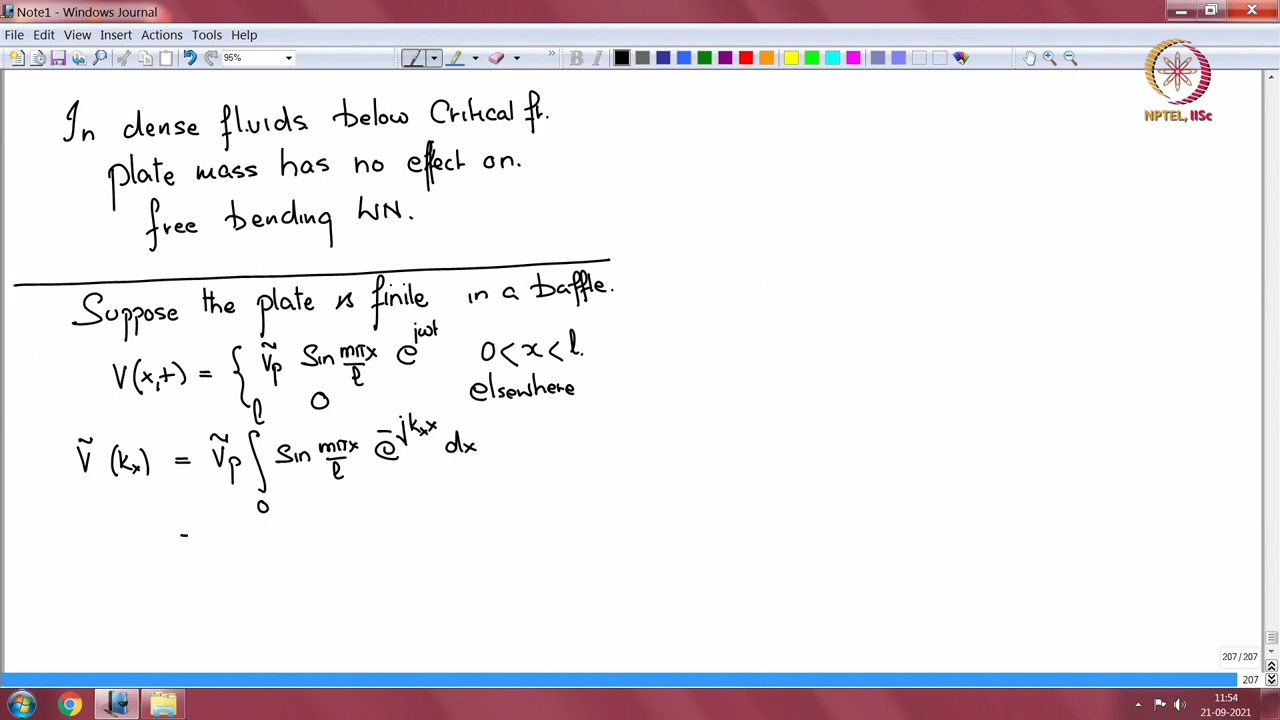 Note1 - Windows Journal
File Edit View Insert Actions Tools Help
95%
B I
NPTEL, IISc
In dense fluids below Critical fr.
plate mass has no effect on.
free bending WN.
Suppose the plate is finite in a baffle.
V(x,t) = { Ṽp Sin mπx/l e^jωt 0<x<l.
0 elsewhere
Ṽ (kx) = Ṽp ∫₀^l Sin mπx/l e^-jkxx dx
=
207 / 207
207
11:54
21-09-2021